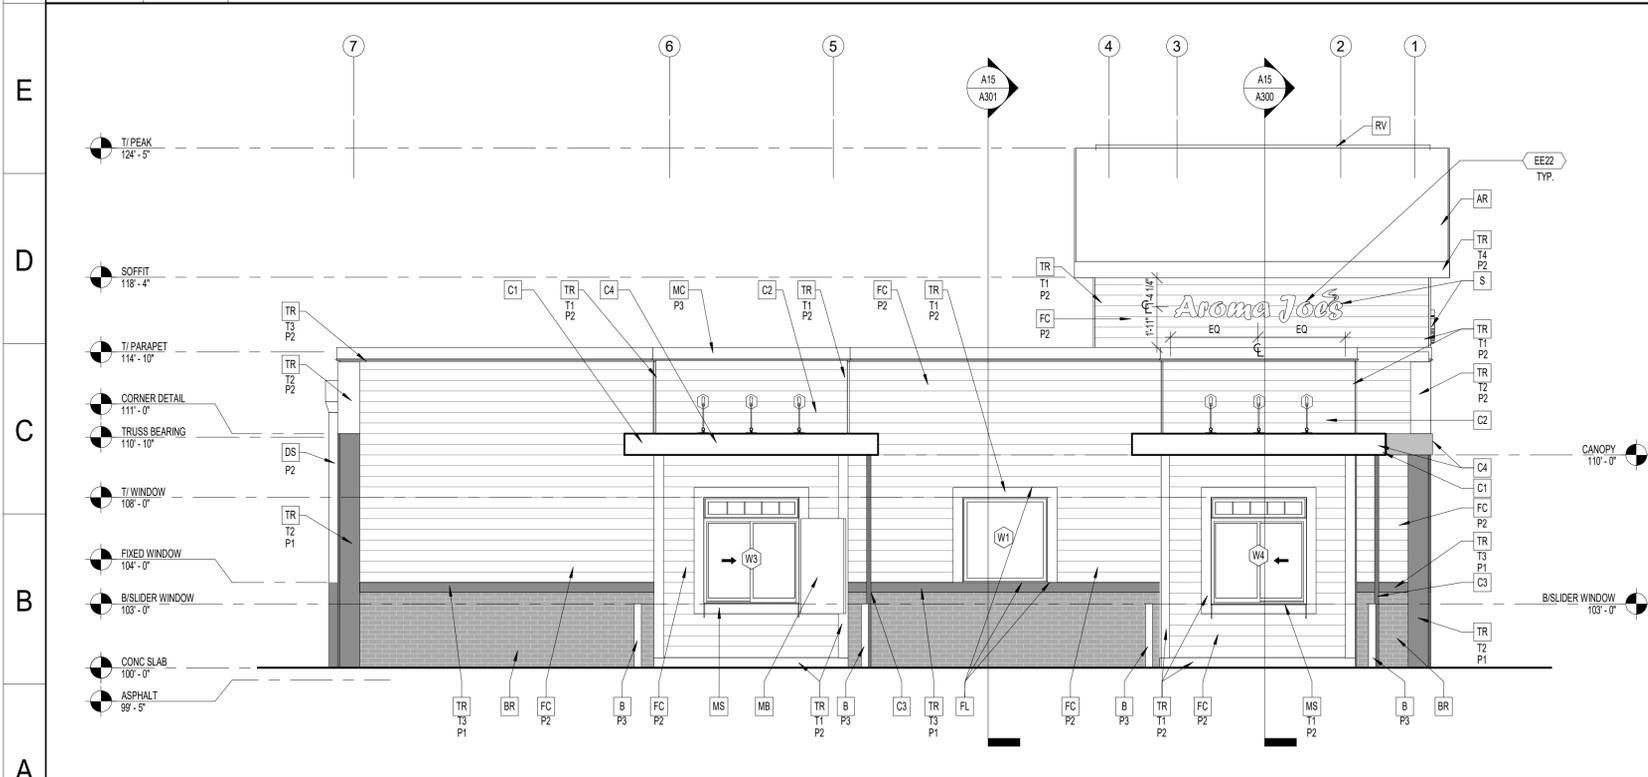 7
6
5
4
3
2
1
A15
A301
A15
A300
E
D
C
B
A
T/ PEAK
124' - 5"
RV
EE22
TYP.
AR
TR
T4
P2
SOFFIT
118' - 4"
TR
T1
P2
S
C1
TR
T1
P2
C4
MC
P3
C2
TR
T1
P2
FC
P2
TR
T1
P2
FC
P2
1'-4 1/4"
1'-11"
Aroma Joe's
EQ
EQ
TR
T3
P2
TR
T1
P2
T/ PARAPET
114' - 10"
TR
T2
P2
TR
T2
P2
CORNER DETAIL
111' - 0"
C2
TRUSS BEARING
110' - 10"
CANOPY
110' - 0"
DS
P2
C4
C1
T/ WINDOW
108' - 0"
TR
T2
P1
FC
P2
W3
W1
W4
TR
T3
P1
FIXED WINDOW
104' - 0"
C3
B/SLIDER WINDOW
103' - 0"
B/SLIDER WINDOW
103' - 0"
TR
T2
P1
CONC SLAB
100' - 0"
ASPHALT
99' - 5"
TR
T3
P1
BR
FC
P2
B
P3
FC
P2
MS
MB
TR
T1
P2
B
P3
C3
TR
T3
P1
FL
FC
P2
B
P3
TR
T1
P2
FC
P2
MS
T1
P2
B
P3
BR